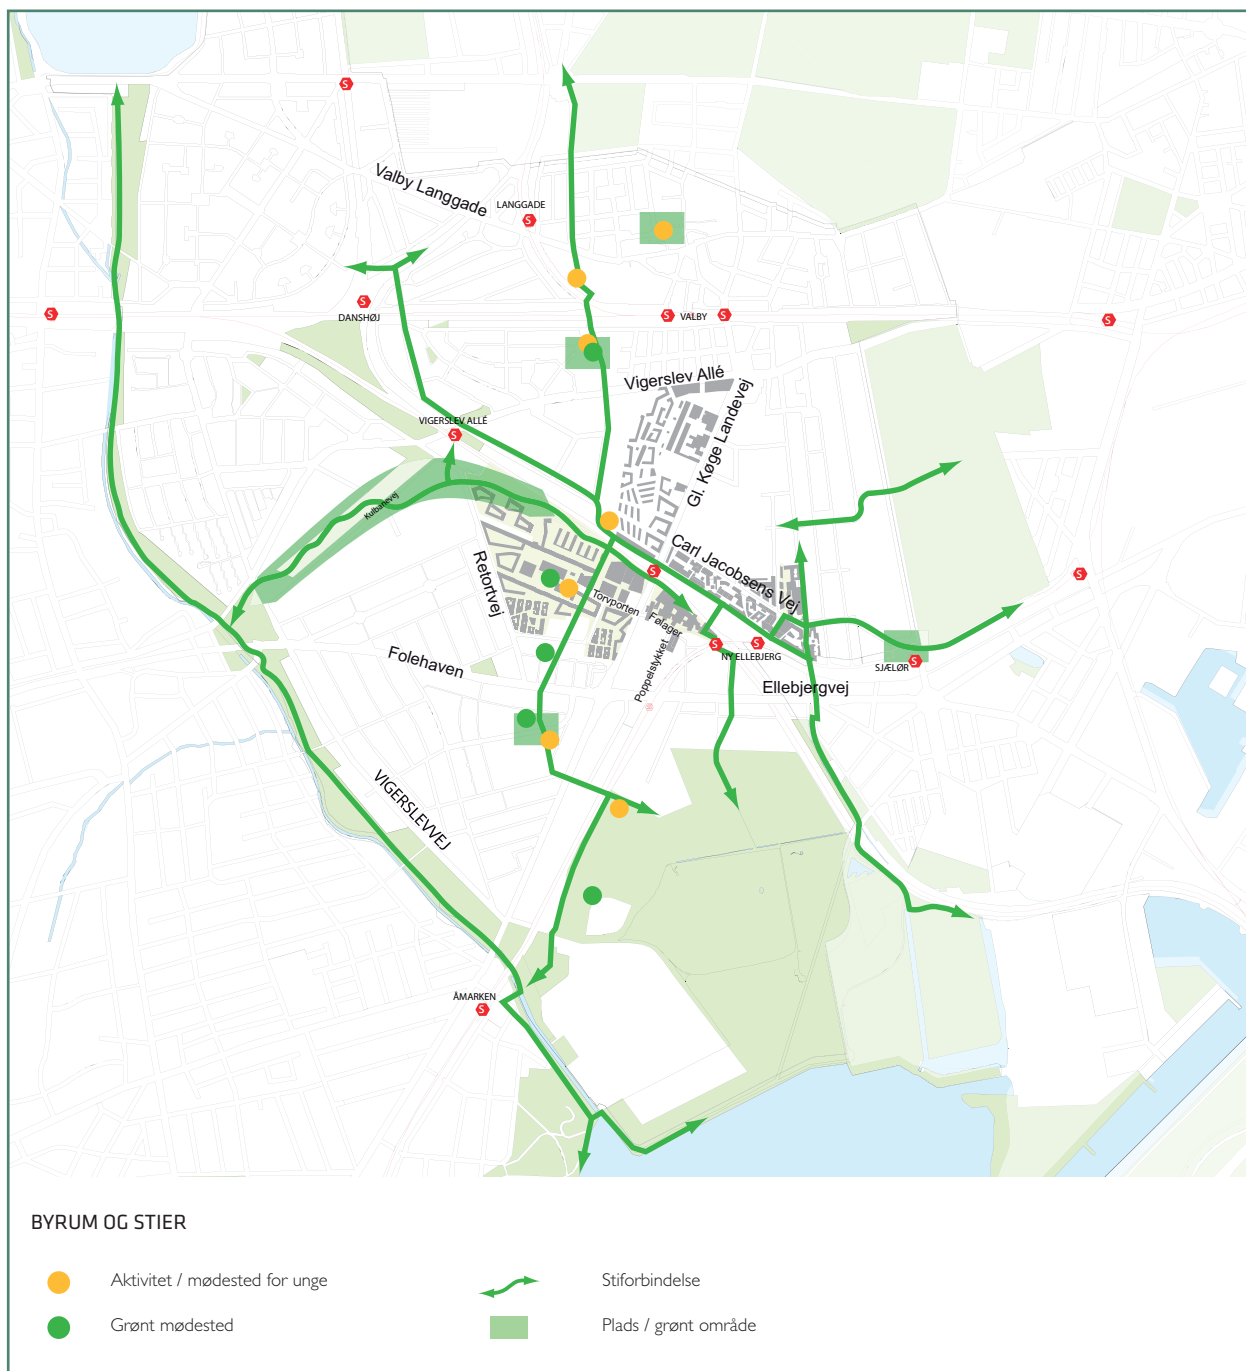 S
Valby Langgade
LANGGADE
S
S
DANSHØJ
S
S
VALBY
S
S
Vigerslev Allé
Gl. Køge Landevej
VIGERSLEV ALLÉ
S
Kulbanevej
Retortvej
Carl Jacobsens Vej
S
S
Torvporten
Følager
Poppelstykket
S
S
NY ELLEBJERG
SJÆLØR
S
Folehaven
Ellebjergvej
VIGERSLEVVEJ
ÅMARKEN
S
BYRUM OG STIER
Aktivitet / mødested for unge
Stiforbindelse
Grønt mødested
Plads / grønt område